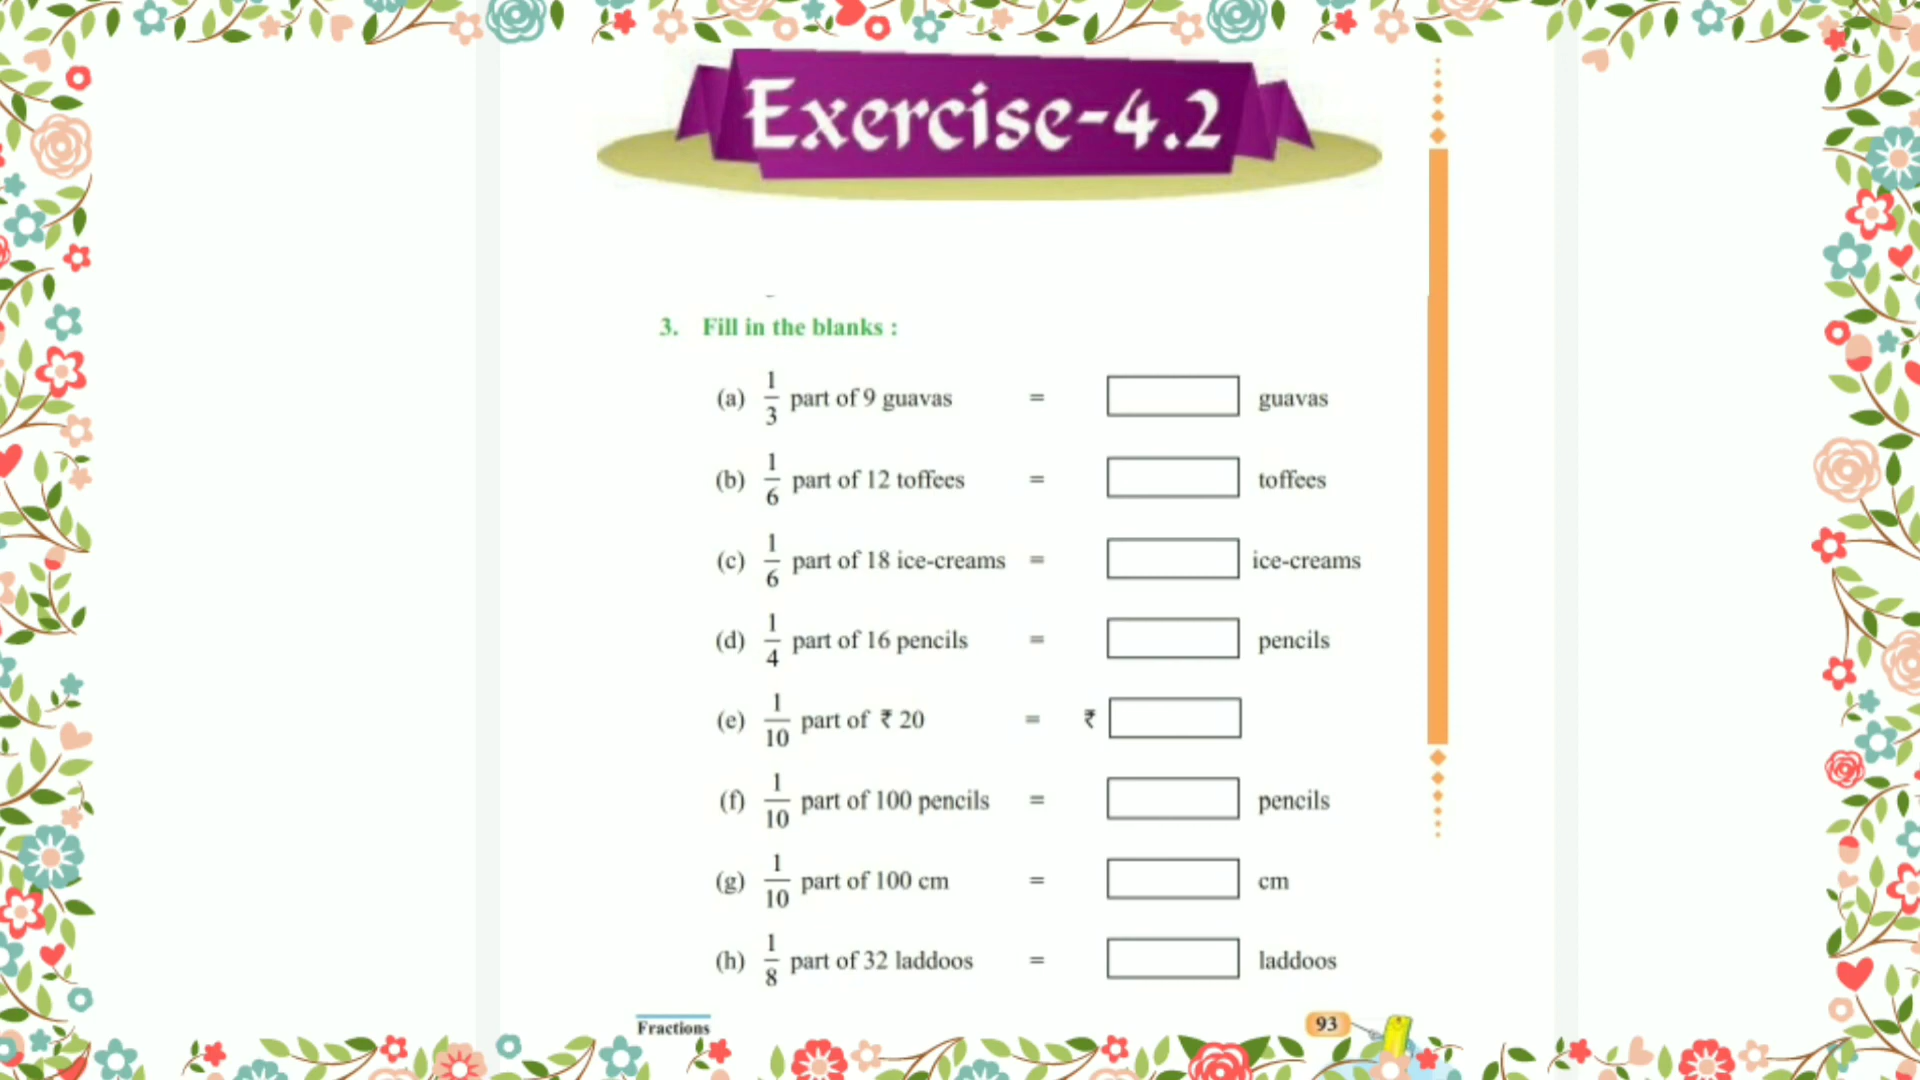 Exercise-4.2
3. Fill in the blanks :
(a) 1/3 part of 9 guavas = guavas
(b) 1/6 part of 12 toffees = toffees
(c) 1/6 part of 18 ice-creams = ice-creams
(d) 1/4 part of 16 pencils = pencils
(e) 1/10 part of ₹ 20 = ₹
(f) 1/10 part of 100 pencils = pencils
(g) 1/10 part of 100 cm = cm
(h) 1/8 part of 32 laddoos = laddoos
Fractions
93